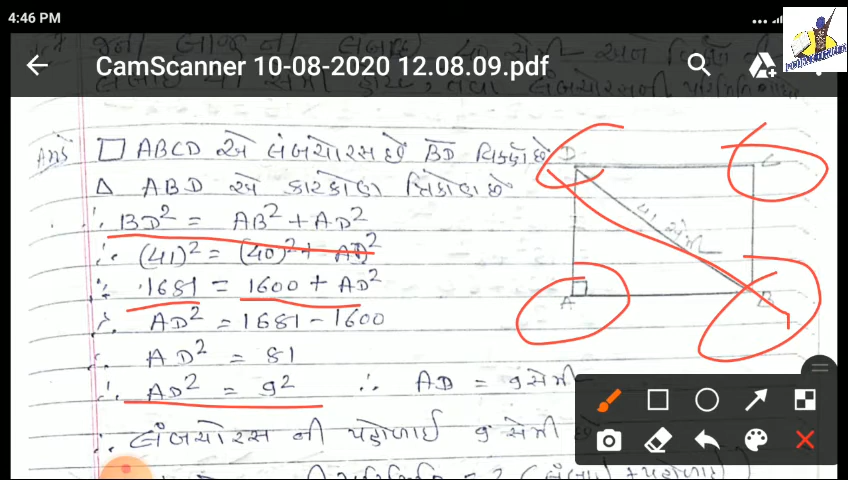 4:46 PM
જેની બાજુ ની લંબાઈ 40 સેમી અને
CamScanner 10-08-2020 12.08.09.pdf
□ ABCD એ લંબચોરસ છે BD વિકર્ણ છે
Δ ABD એ કાટકોણ ત્રિકોણ છે
∴ BD² = AB² + AD²
∴ (41)² = (40)² + AD²
∴ 1681 = 1600 + AD²
∴ AD² = 1681 - 1600
∴ AD² = 81
∴ AD² = 9² ∴ AD = 9 સેમી
∴ લંબચોરસ ની પહોળાઈ 9 સેમી છે
D
41 સેમી
A B